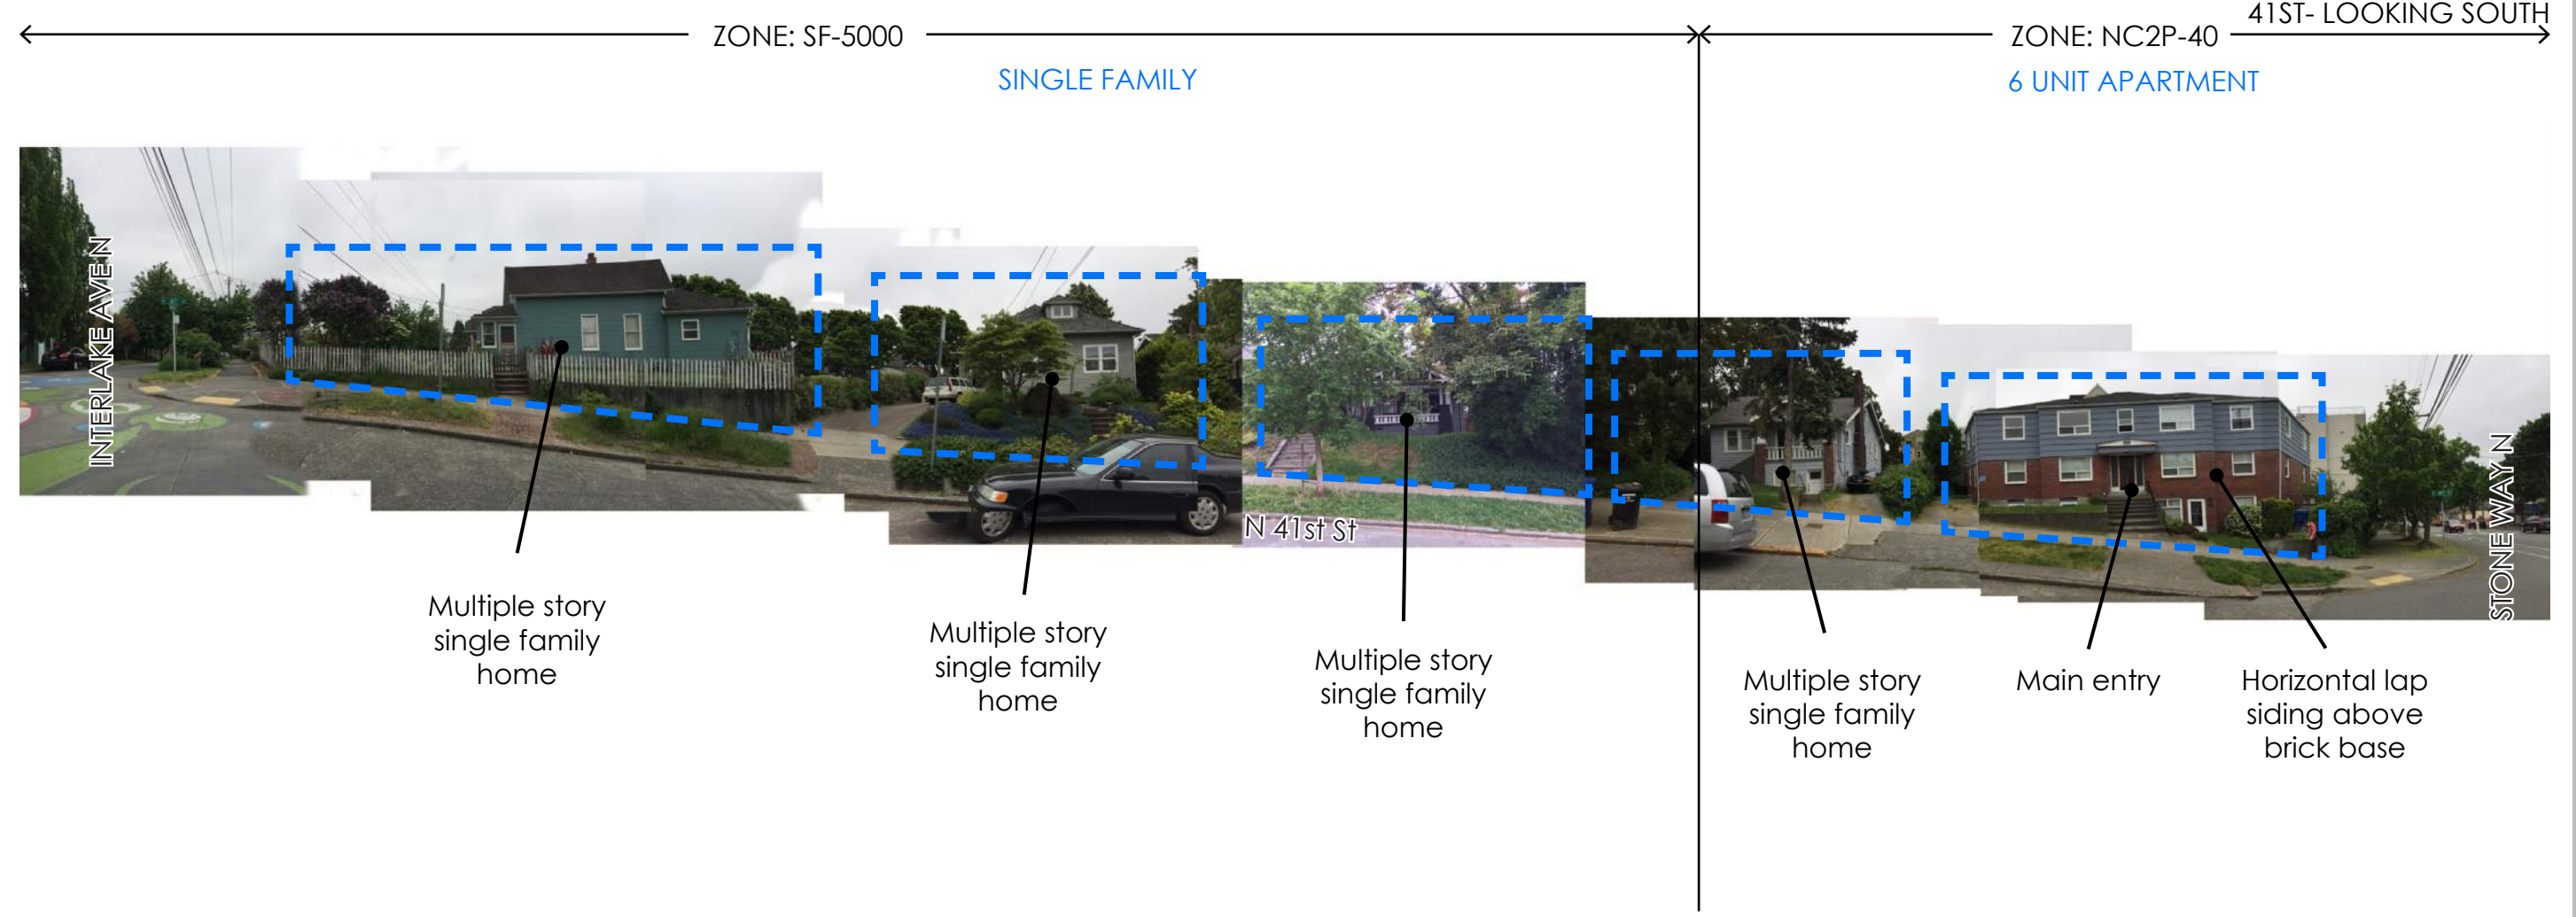 41ST- LOOKING SOUTH
ZONE: SF-5000
ZONE: NC2P-40
SINGLE FAMILY
6 UNIT APARTMENT
INTERLAKE AVE N
N 41st St
STONE WAY N
Multiple story
single family
home
Multiple story
single family
home
Multiple story
single family
home
Multiple story
single family
home
Main entry
Horizontal lap
siding above
brick base